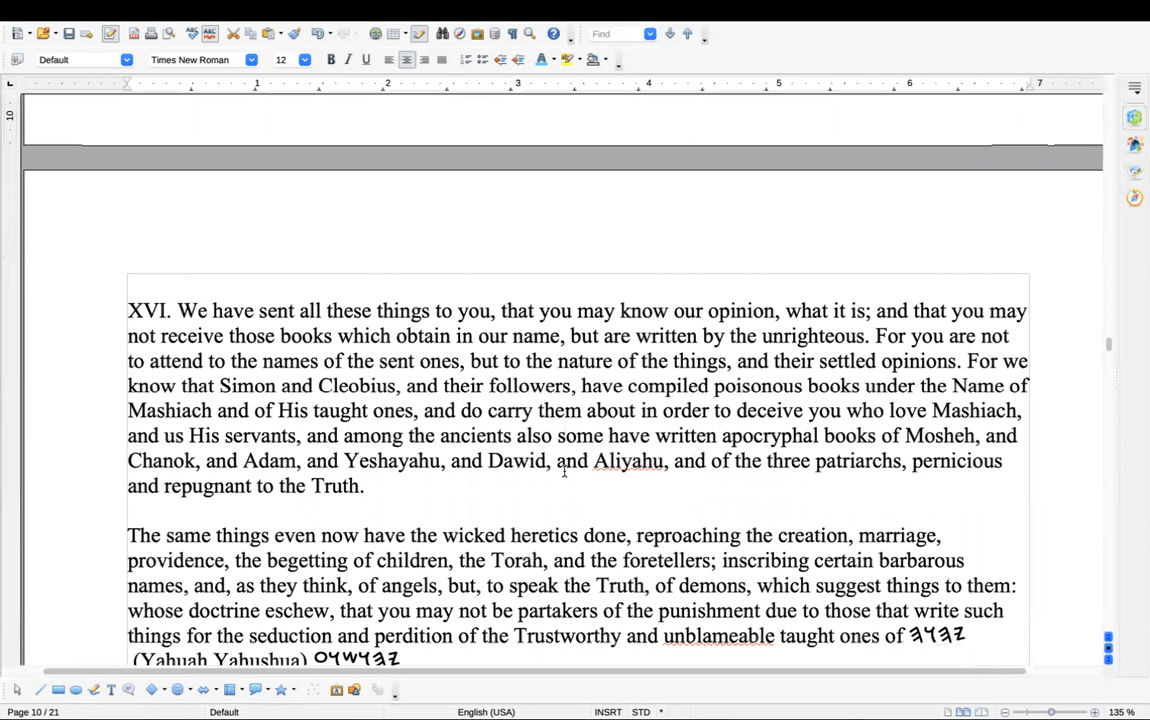 Default Times New Roman 12 Find
1 2 3 4 5 6 7
10
XVI. We have sent all these things to you, that you may know our opinion, what it is; and that you may
not receive those books which obtain in our name, but are written by the unrighteous. For you are not
to attend to the names of the sent ones, but to the nature of the things, and their settled opinions. For we
know that Simon and Cleobius, and their followers, have compiled poisonous books under the Name of
Mashiach and of His taught ones, and do carry them about in order to deceive you who love Mashiach,
and us His servants, and among the ancients also some have written apocryphal books of Mosheh, and
Chanok, and Adam, and Yeshayahu, and Dawid, and Aliyahu, and of the three patriarchs, pernicious
and repugnant to the Truth.
The same things even now have the wicked heretics done, reproaching the creation, marriage,
providence, the begetting of children, the Torah, and the foretellers; inscribing certain barbarous
names, and, as they think, of angels, but, to speak the Truth, of demons, which suggest things to them:
whose doctrine eschew, that you may not be partakers of the punishment due to those that write such
things for the seduction and perdition of the Trustworthy and unblameable taught ones of 𐤉𐤄𐤅𐤄
(Yahuah Yahushua) 𐤉𐤄𐤅𐤔𐤅𐤏
Page 10 / 21 Default English (USA) INSRT STD * 135 %